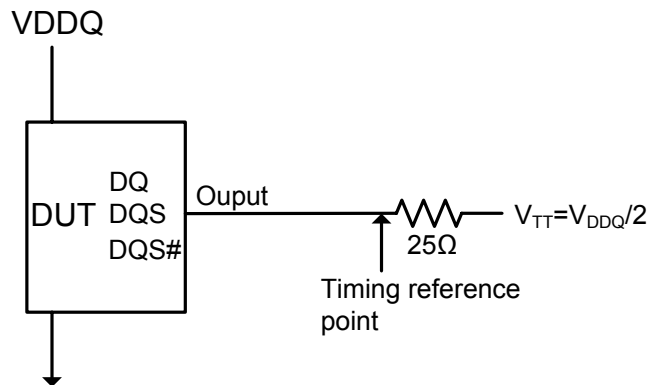 VDDQ
DUT
DQ
DQS
DQS#
Ouput
25Ω
V_TT=V_DDQ/2
Timing reference
point